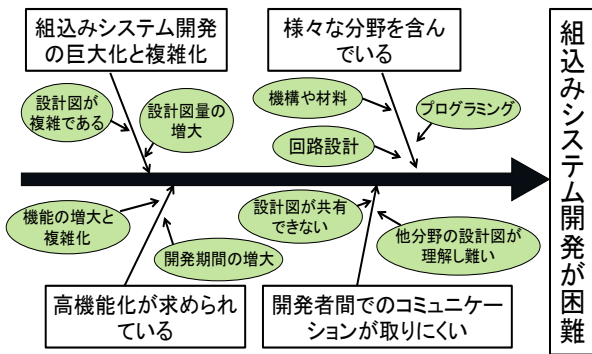 組込みシステム開発
の巨大化と複雑化
様々な分野を含ん
でいる
設計図が
複雑である
設計図量の
増大
機構や材料
プログラミング
回路設計
機能の増大と
複雑化
開発期間の増大
設計図が共有
できない
他分野の設計図が
理解し難い
高機能化が求められ
ている
開発者間でのコミュニケー
ションが取りにくい
組込みシステム開発が困難